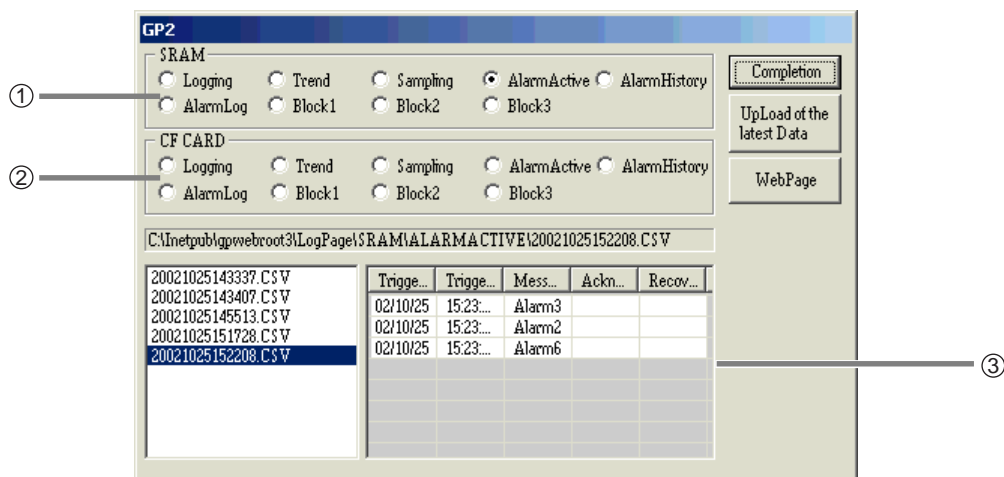 GP2
SRAM
Logging Trend Sampling AlarmActive AlarmHistory
AlarmLog Block1 Block2 Block3
CF CARD
Logging Trend Sampling AlarmActive AlarmHistory
AlarmLog Block1 Block2 Block3
Completion
UpLoad of the
latest Data
WebPage
①
②
C:\Inetpub\gpwebroot3\LogPage\SRAM\ALARMACTIVE\20021025152208.CSV
20021025143337.CSV
20021025143407.CSV
20021025145513.CSV
20021025151728.CSV
20021025152208.CSV
Trigge... Trigge... Mess... Ackn... Recov...
02/10/25 15:23:... Alarm3
02/10/25 15:23:... Alarm2
02/10/25 15:23:... Alarm6
③